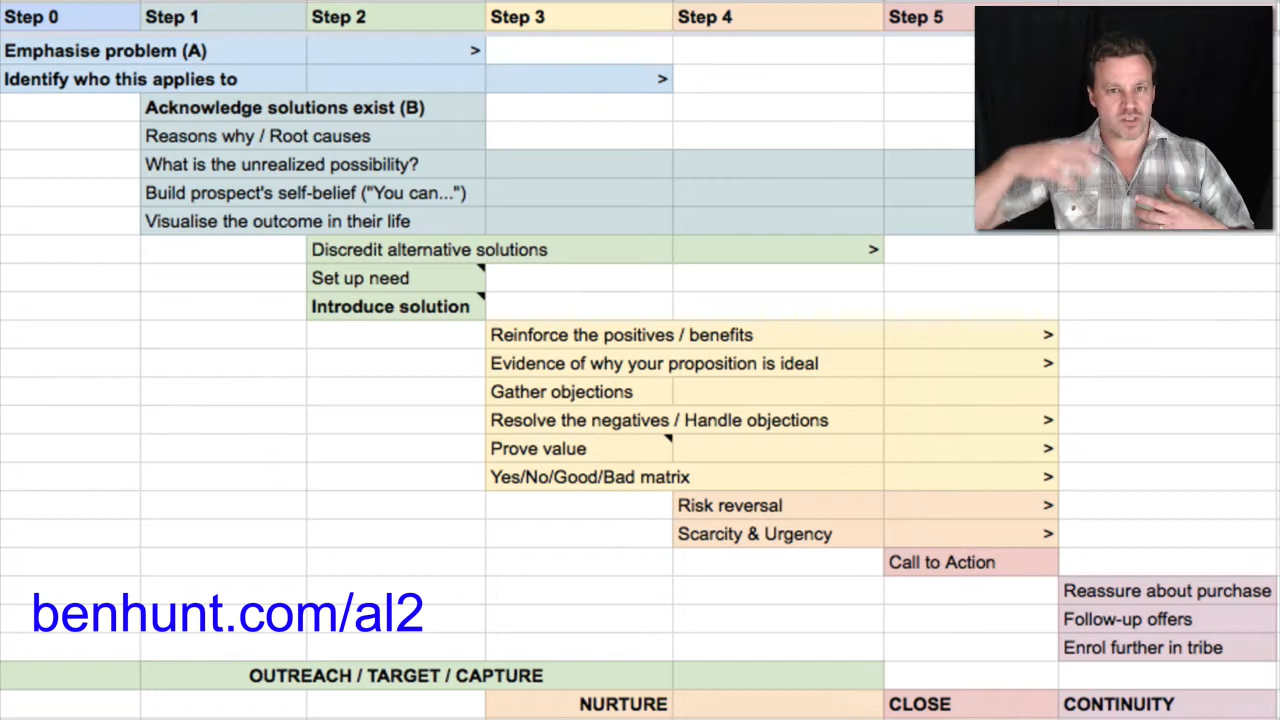 Step 0 Step 1 Step 2 Step 3 Step 4 Step 5
Emphasise problem (A) >
Identify who this applies to >
Acknowledge solutions exist (B)
Reasons why / Root causes
What is the unrealized possibility?
Build prospect's self-belief ("You can...")
Visualise the outcome in their life
Discredit alternative solutions >
Set up need
Introduce solution
Reinforce the positives / benefits >
Evidence of why your proposition is ideal >
Gather objections
Resolve the negatives / Handle objections >
Prove value >
Yes/No/Good/Bad matrix >
Risk reversal >
Scarcity & Urgency >
Call to Action
Reassure about purchase
benhunt.com/al2
Follow-up offers
Enrol further in tribe
OUTREACH / TARGET / CAPTURE
NURTURE CLOSE CONTINUITY